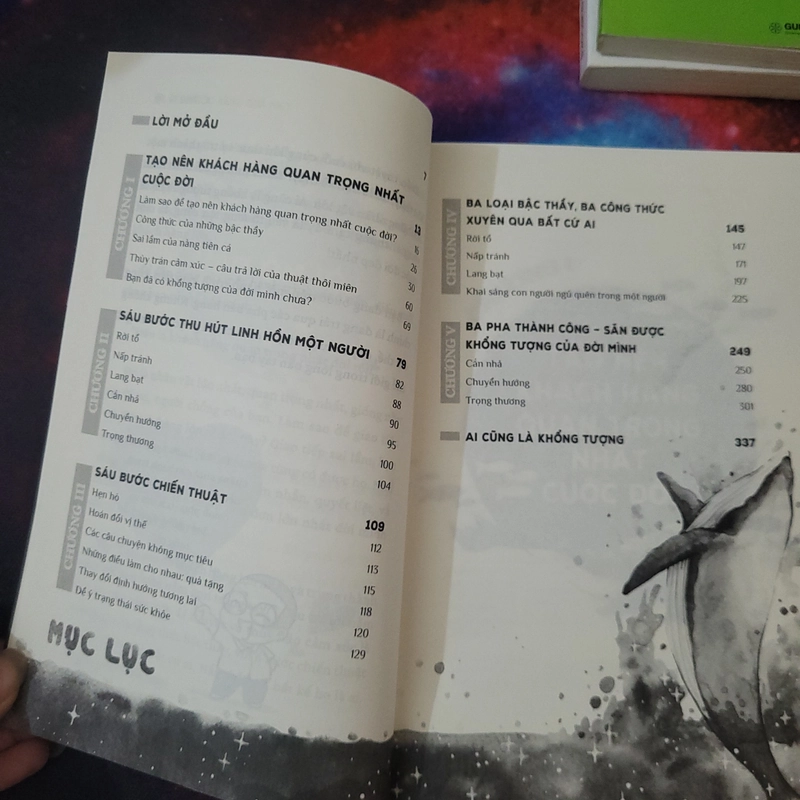 GU
LỜI MỞ ĐẦU 7
CHƯƠNG I
TẠO NÊN KHÁCH HÀNG QUAN TRỌNG NHẤT
CUỘC ĐỜI 13
Làm sao để tạo nên khách hàng quan trọng nhất cuộc đời? 16
Công thức của những bậc thầy 26
Sai lầm của nàng tiên cá 30
Thùy trán cảm xúc – câu trả lời của thuật thôi miên 60
Bạn đã có khổng tượng của đời mình chưa? 69
CHƯƠNG II
SÁU BƯỚC THU HÚT LINH HỒN MỘT NGƯỜI 79
Rời tổ 82
Nấp tránh 88
Lang bạt 90
Cắn nhả 95
Chuyển hướng 100
Trọng thương 104
CHƯƠNG III
SÁU BƯỚC CHIẾN THUẬT 109
Hẹn hò 112
Hoán đổi vị thế 113
Các câu chuyện không mục tiêu 115
Những điều làm cho nhau: quà tặng 118
Thay đổi định hướng tương lai 120
Để ý trạng thái sức khỏe 129
MỤC LỤC
CHƯƠNG IV
BA LOẠI BẬC THẦY, BA CÔNG THỨC
XUYÊN QUA BẤT CỨ AI 145
Rời tổ 147
Nấp tránh 171
Lang bạt 197
Khai sáng con người ngủ quên trong một người 225
CHƯƠNG V
BA PHA THÀNH CÔNG – SĂN ĐƯỢC
KHỔNG TƯỢNG CỦA ĐỜI MÌNH 249
Cắn nhả 250
Chuyển hướng 280
Trọng thương 301
AI CŨNG LÀ KHỔNG TƯỢNG 337